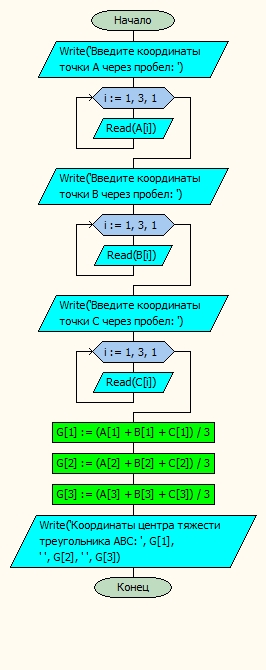 Начало
Write('Введите координаты
точки A через пробел: ')
i := 1, 3, 1
Read(A[i])
Write('Введите координаты
точки B через пробел: ')
i := 1, 3, 1
Read(B[i])
Write('Введите координаты
точки C через пробел: ')
i := 1, 3, 1
Read(C[i])
G[1] := (A[1] + B[1] + C[1]) / 3
G[2] := (A[2] + B[2] + C[2]) / 3
G[3] := (A[3] + B[3] + C[3]) / 3
Write('Координаты центра тяжести
треугольника ABC: ', G[1],
' ', G[2], ' ', G[3])
Конец